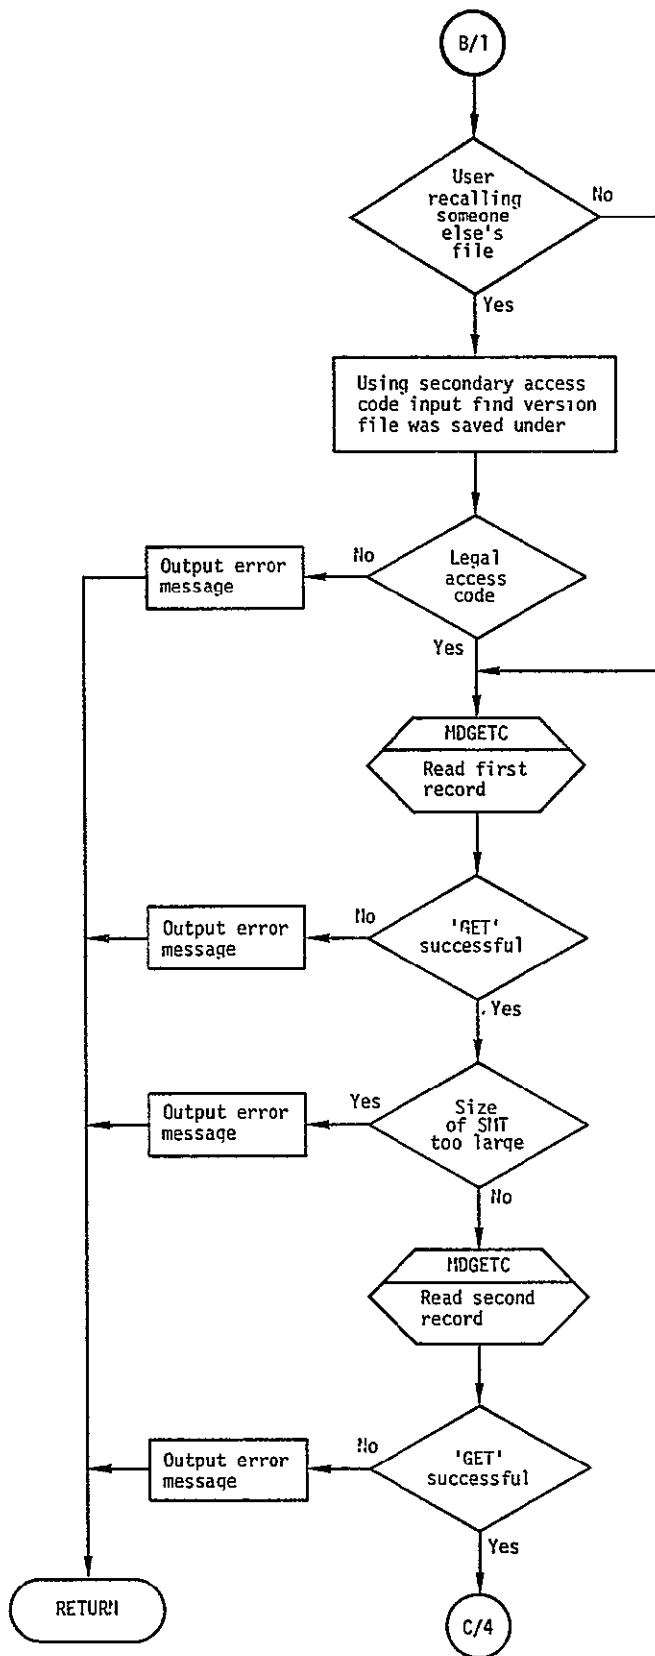 B/1
User
recalling
someone
else's
file
No
Yes
Using secondary access
code input find version
file was saved under
No
Output error
message
Legal
access
code
Yes
MDGETC
Read first
record
No
Output error
message
'GET'
successful
Yes
Yes
Output error
message
Size
of SMT
too large
No
MDGETC
Read second
record
No
Output error
message
'GET'
successful
Yes
RETURN
C/4